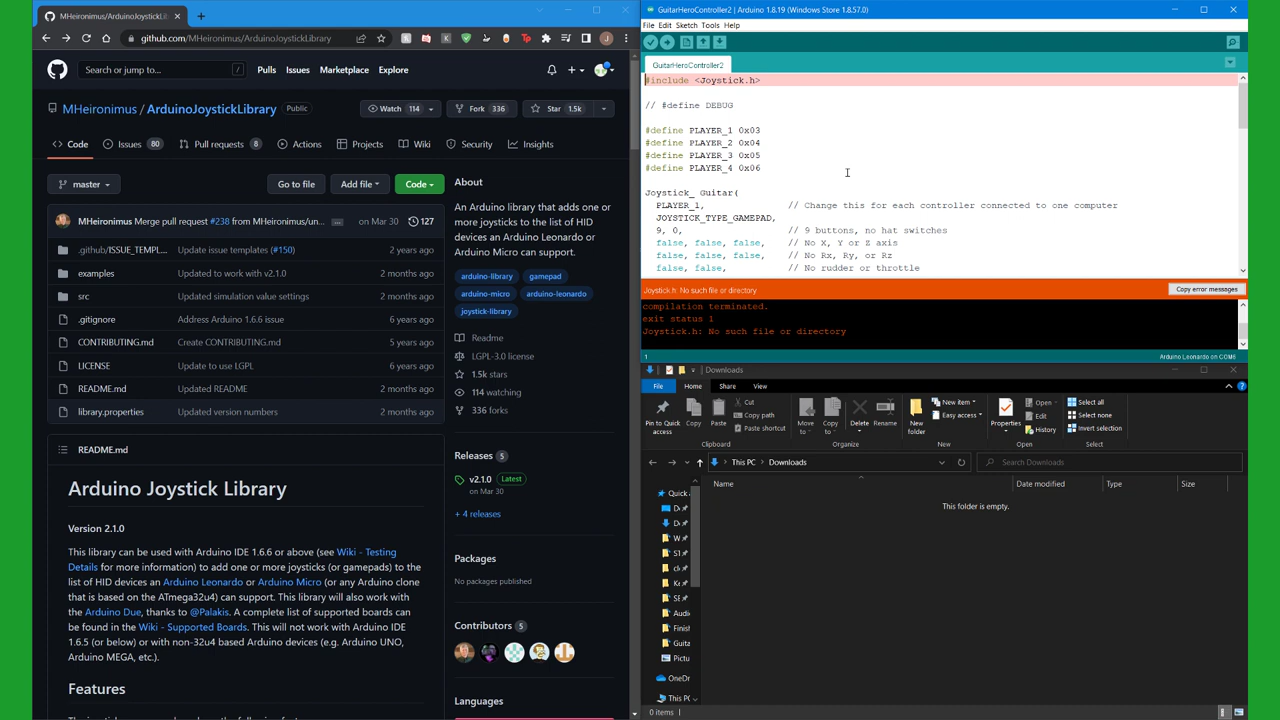 MHeironimus/ArduinoJoystickLib
github.com/MHeironimus/ArduinoJoystickLibrary
Search or jump to...
/
Pulls
Issues
Marketplace
MHeironimus / ArduinoJoystickLibrary
Public
Watch
114
Fork
336
Star
1.5k
Code
Issues 80
Pull requests 8
Actions
Projects
Wiki
Security
Insights
master
Go to file
Add file
Code
MHeironimus Merge pull request #238 from MHeironimus/un...
on Mar 30
127
.github/ISSUE_TEMPL...
Update issue templates (#150)
2 years ago
examples
Updated to work with v2.1.0
2 months ago
src
Updated simulation value settings
2 months ago
.gitignore
Address Arduino 1.6.6 issue
6 years ago
CONTRIBUTING.md
Create CONTRIBUTING.md
5 years ago
LICENSE
Update to use LGPL
6 years ago
README.md
Updated README
2 months ago
library.properties
Updated version numbers
2 months ago
README.md
Arduino Joystick Library
Version 2.1.0
This library can be used with Arduino IDE 1.6.6 or above (see Wiki - Testing
Details for more information) to add one or more joysticks (or gamepads) to the
list of HID devices an Arduino Leonardo or Arduino Micro (or any Arduino clone
that is based on the ATmega32u4) can support. This library will also work with
the Arduino Due, thanks to @Palakis. A complete list of supported boards can
be found in the Wiki - Supported Boards. This will not work with Arduino IDE
1.6.5 (or below) or with non-32u4 based Arduino devices (e.g. Arduino UNO,
Arduino MEGA, etc.).
Features
About
An Arduino library that adds one or
more joysticks to the list of HID
devices an Arduino Leonardo or
Arduino Micro can support.
arduino-library
gamepad
arduino-micro
arduino-leonardo
joystick-library
Readme
LGPL-3.0 license
1.5k stars
114 watching
336 forks
Releases 5
v2.1.0
Latest
on Mar 30
+ 4 releases
Packages
No packages published
Contributors 5
Languages
GuitarHeroController2 | Arduino 1.8.19 (Windows Store 1.8.57.0)
File Edit Sketch Tools Help
GuitarHeroController2
#include <Joystick.h>
// #define DEBUG
#define PLAYER_1 0x03
#define PLAYER_2 0x04
#define PLAYER_3 0x05
#define PLAYER_4 0x06
Joystick_ Guitar(
PLAYER_1, // Change this for each controller connected to one computer
JOYSTICK_TYPE_GAMEPAD,
9, 0, // 9 buttons, no hat switches
false, false, false, // No X, Y or Z axis
false, false, false, // No Rx, Ry, or Rz
false, false, // No rudder or throttle
Joystick.h: No such file or directory
Copy error messages
compilation terminated.
exit status 1
Joystick.h: No such file or directory
1
Arduino Leonardo on COM6
Downloads
File
Home
Share
View
Pin to Quick
access
Copy
Paste
Cut
Copy path
Paste shortcut
Clipboard
Move
to
Copy
to
Delete
Rename
Organize
New
folder
New item
Easy access
New
Properties
Open
Edit
History
Open
Select all
Select none
Invert selection
Select
This PC
Downloads
Search Downloads
Name
Date modified
Type
Size
This folder is empty.
Quick a
De
D
W
ST
cl
Ke
SE
Audi
Finis
Guita
Pictu
OneDr
This PC
0 items